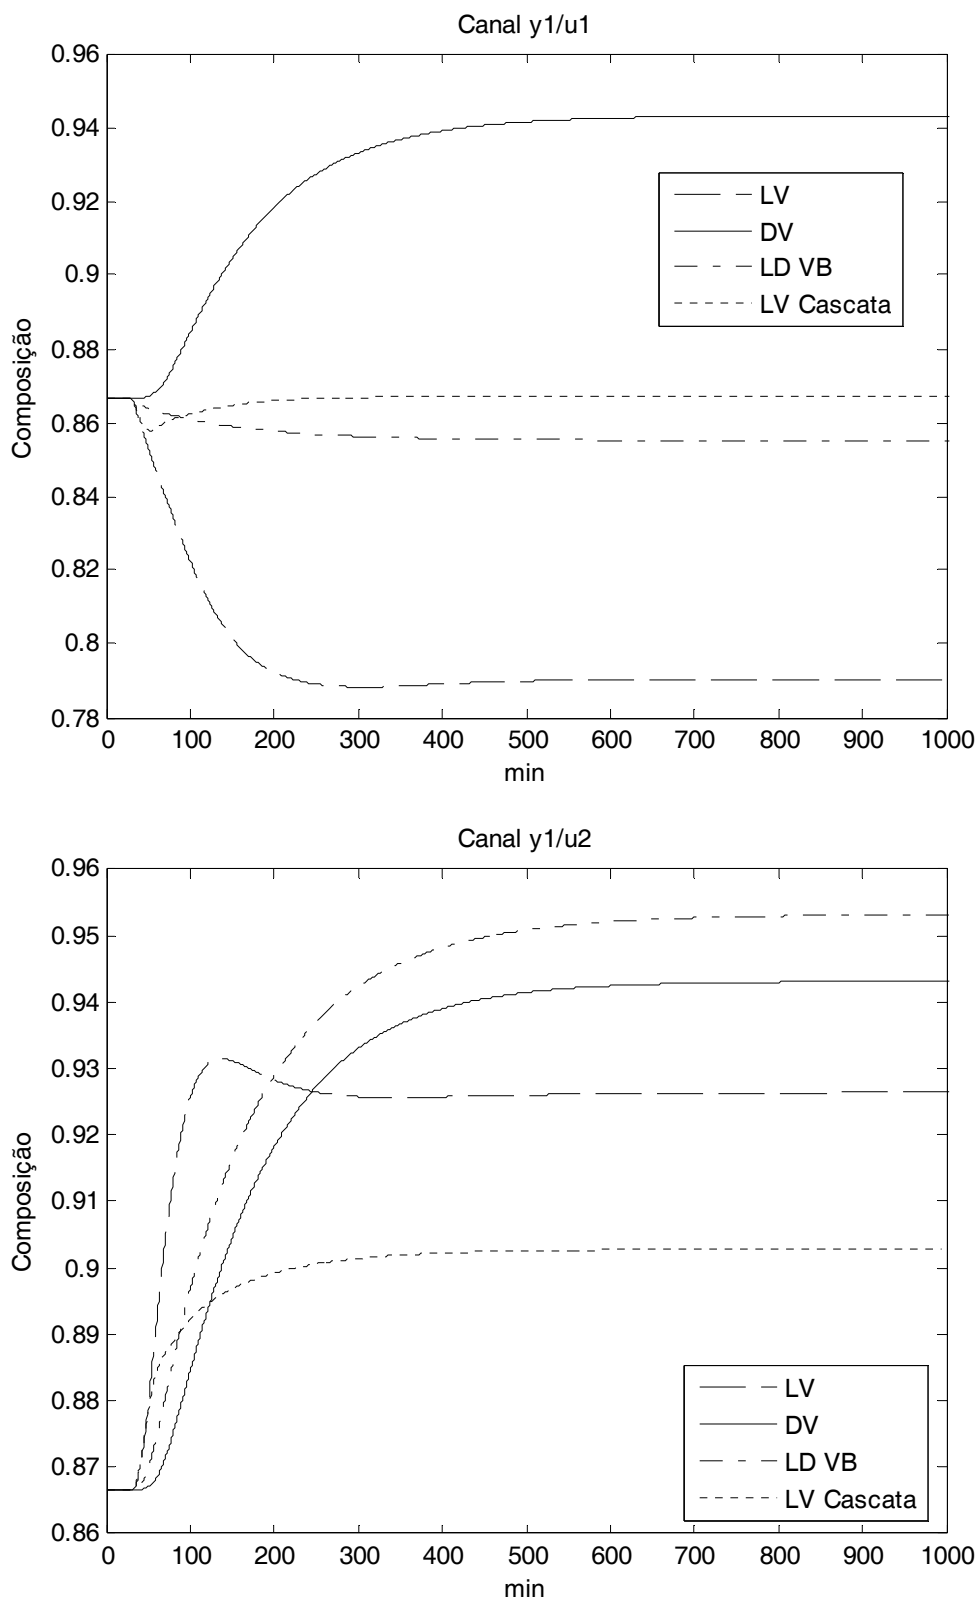 Canal y1/u1
0.96
0.94
0.92
0.9
0.88
0.86
0.84
0.82
0.8
0.78
Composição
LV
DV
LD VB
LV Cascata
0 100 200 300 400 500 600 700 800 900 1000
min
Canal y1/u2
0.96
0.95
0.94
0.93
0.92
0.91
0.9
0.89
0.88
0.87
0.86
Composição
LV
DV
LD VB
LV Cascata
0 100 200 300 400 500 600 700 800 900 1000
min